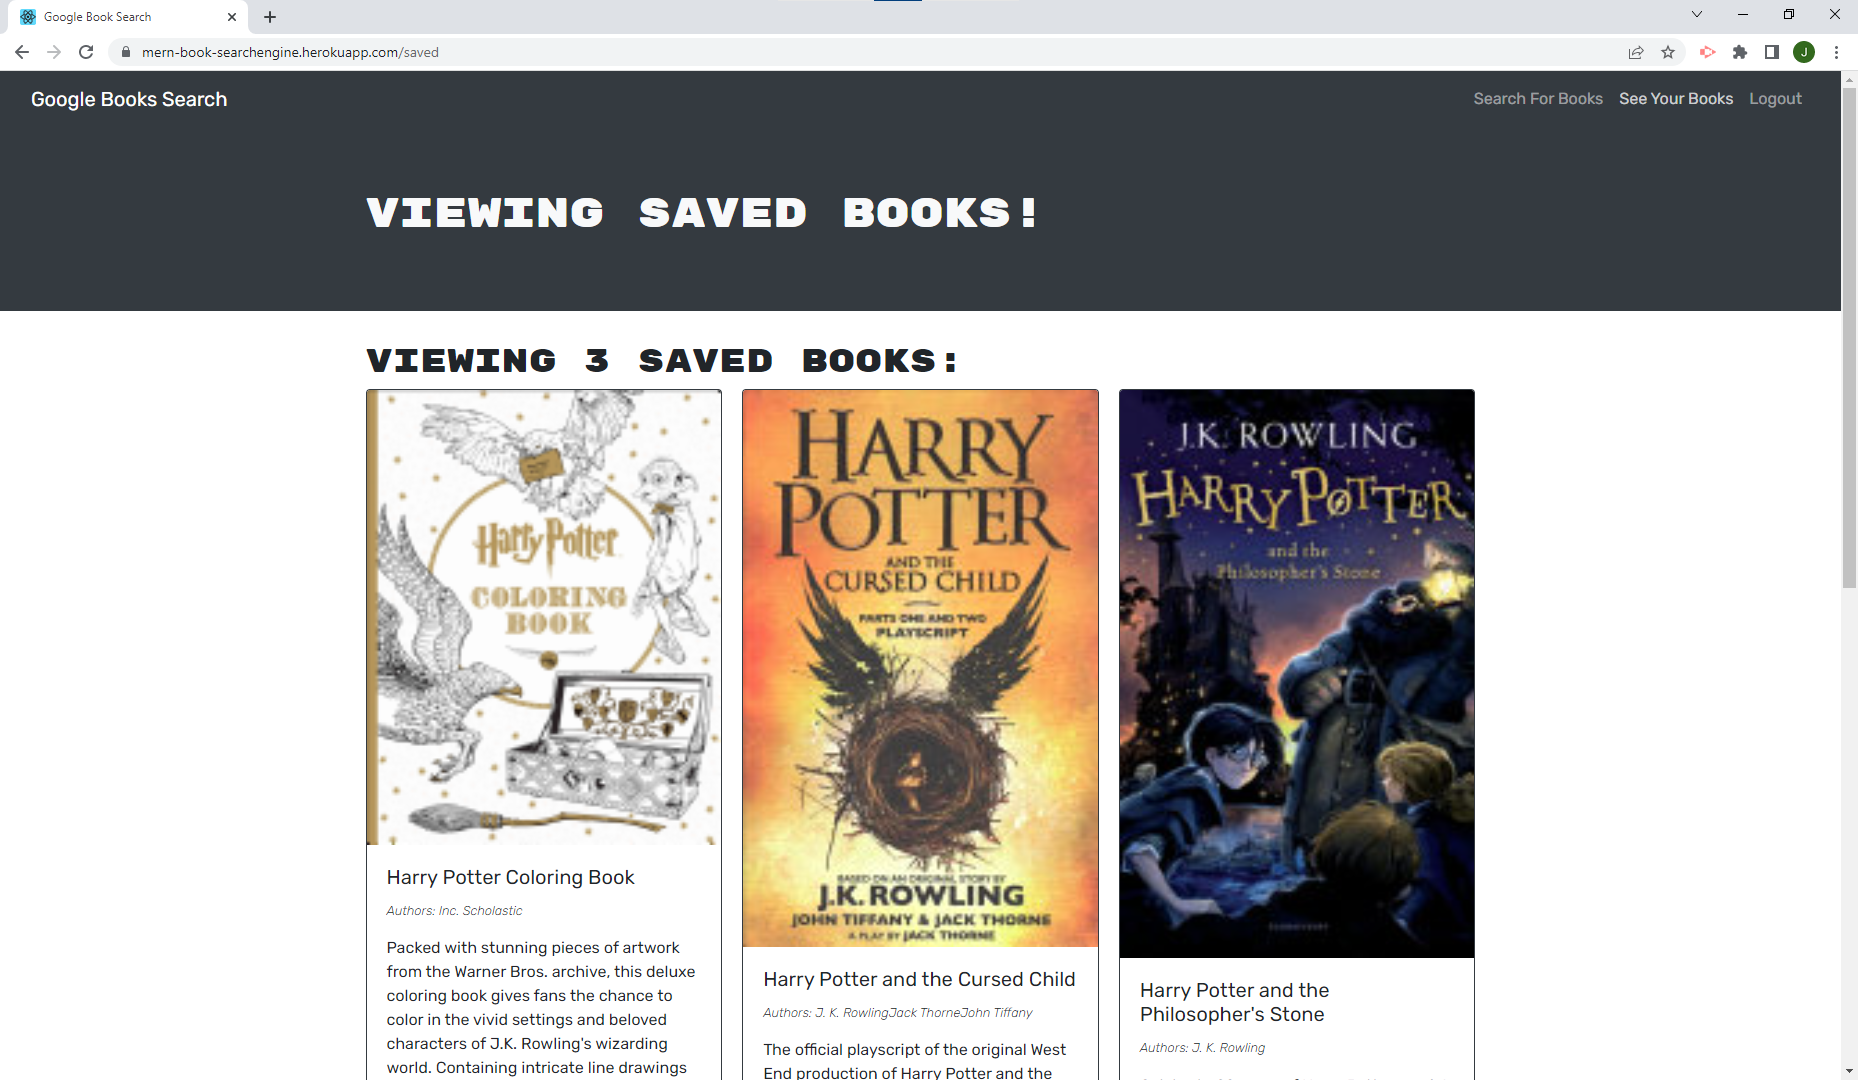 Google Book Search
mern-book-searchengine.herokuapp.com/saved
J
Google Books Search
Search For Books
See Your Books
Logout
VIEWING SAVED BOOKS!
VIEWING 3 SAVED BOOKS:
Harry Potter
COLORING
BOOK
Harry Potter Coloring Book
Authors: Inc. Scholastic
Packed with stunning pieces of artwork
from the Warner Bros. archive, this deluxe
coloring book gives fans the chance to
color in the vivid settings and beloved
characters of J.K. Rowling's wizarding
world. Containing intricate line drawings
HARRY
POTTER
AND THE
CURSED CHILD
PARTS ONE AND TWO
PLAYSCRIPT
BASED ON AN ORIGINAL STORY BY
J.K. ROWLING
JOHN TIFFANY & JACK THORNE
A PLAY BY JACK THORNE
Harry Potter and the Cursed Child
Authors: J. K. RowlingJack ThorneJohn Tiffany
The official playscript of the original West
End production of Harry Potter and the
J.K. ROWLING
HARRY POTTER
and the
Philosopher's Stone
Harry Potter and the
Philosopher's Stone
Authors: J. K. Rowling